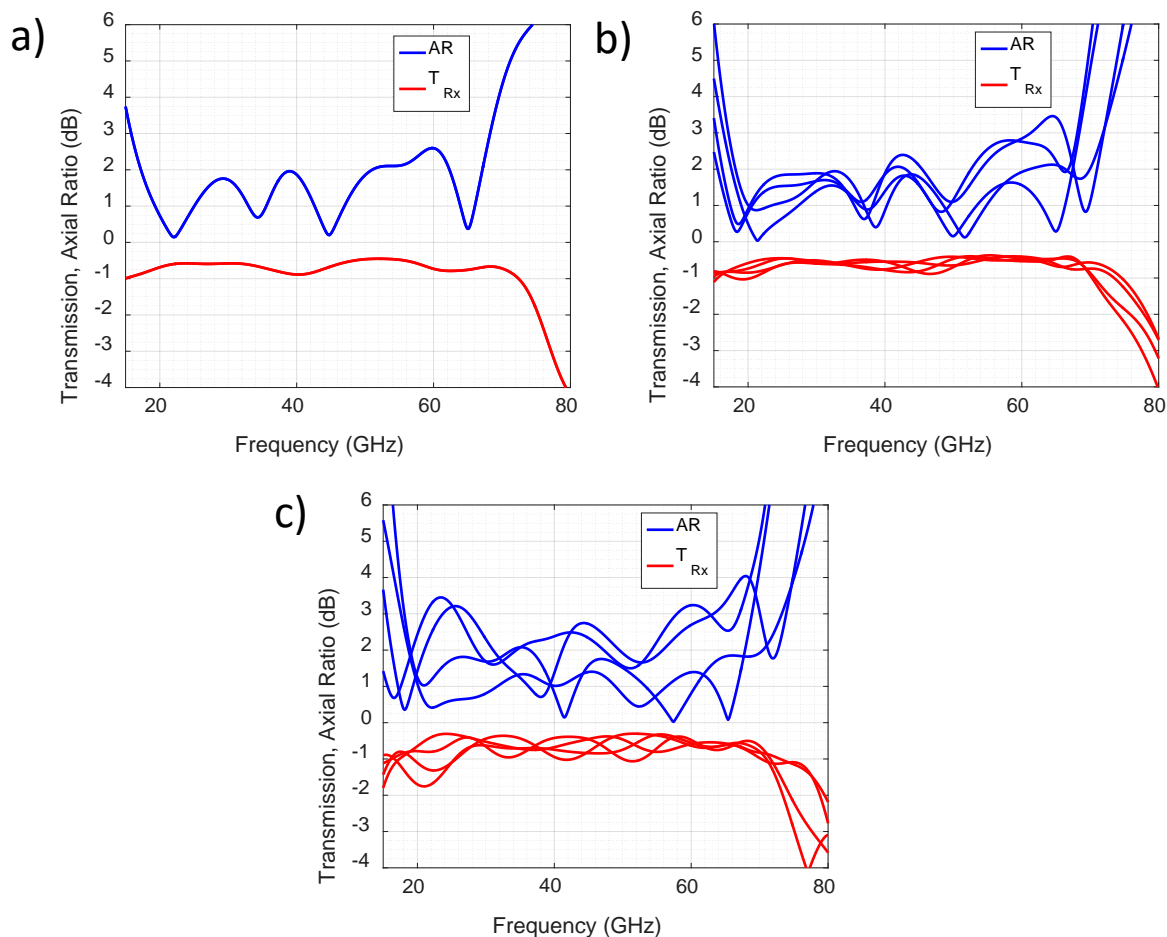 a)
6
5
4
3
2
1
0
-1
-2
-3
-4
20
40
60
80
Transmission, Axial Ratio (dB)
Frequency (GHz)
AR
T
Rx
b)
6
5
4
3
2
1
0
-1
-2
-3
-4
20
40
60
80
Transmission, Axial Ratio (dB)
Frequency (GHz)
AR
T
Rx
c)
6
5
4
3
2
1
0
-1
-2
-3
-4
20
40
60
80
Transmission, Axial Ratio (dB)
Frequency (GHz)
AR
T
Rx